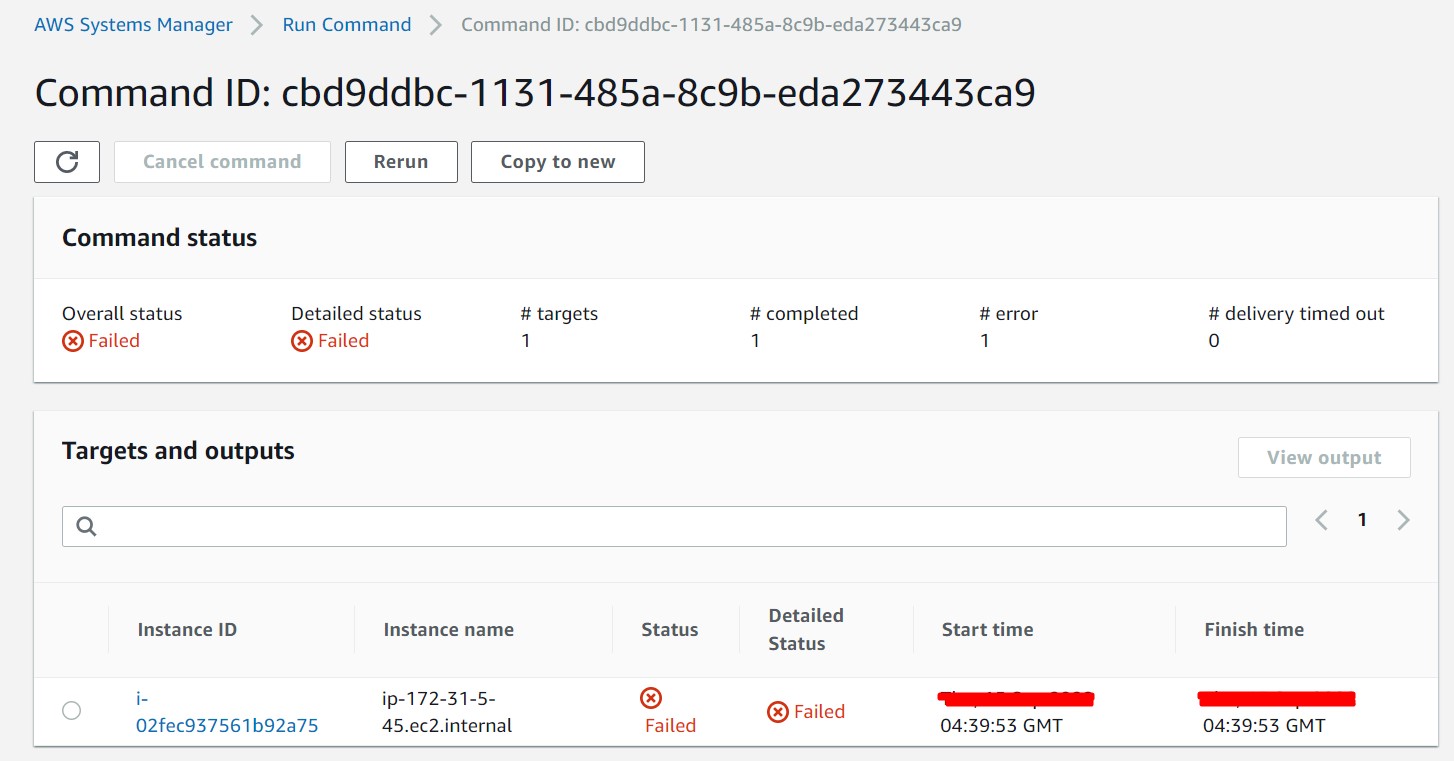 AWS Systems Manager > Run Command > Command ID: cbd9ddbc-1131-485a-8c9b-eda273443ca9
Command ID: cbd9ddbc-1131-485a-8c9b-eda273443ca9
Cancel command Rerun Copy to new
Command status
Overall status Detailed status # targets # completed # error # delivery timed out
Failed Failed 1 1 1 0
Targets and outputs
View output
1
Instance ID Instance name Status Detailed Status Start time Finish time
i- ip-172-31-5-
02fec937561b92a75 45.ec2.internal Failed Failed 04:39:53 GMT 04:39:53 GMT